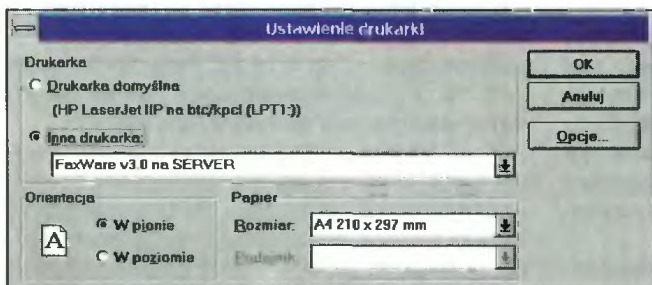 Ustawienie drukarki
Drukarka
Drukarka domyślna
(HP LaserJet IIP na btc/kpcl (LPT1:))
Inna drukarka:
FaxWare v3.0 na SERVER
OK
Anuluj
Opcje...
Orientacja
A
W pionie
W poziomie
Papier
Rozmiar: A4 210 x 297 mm
Podajnik: